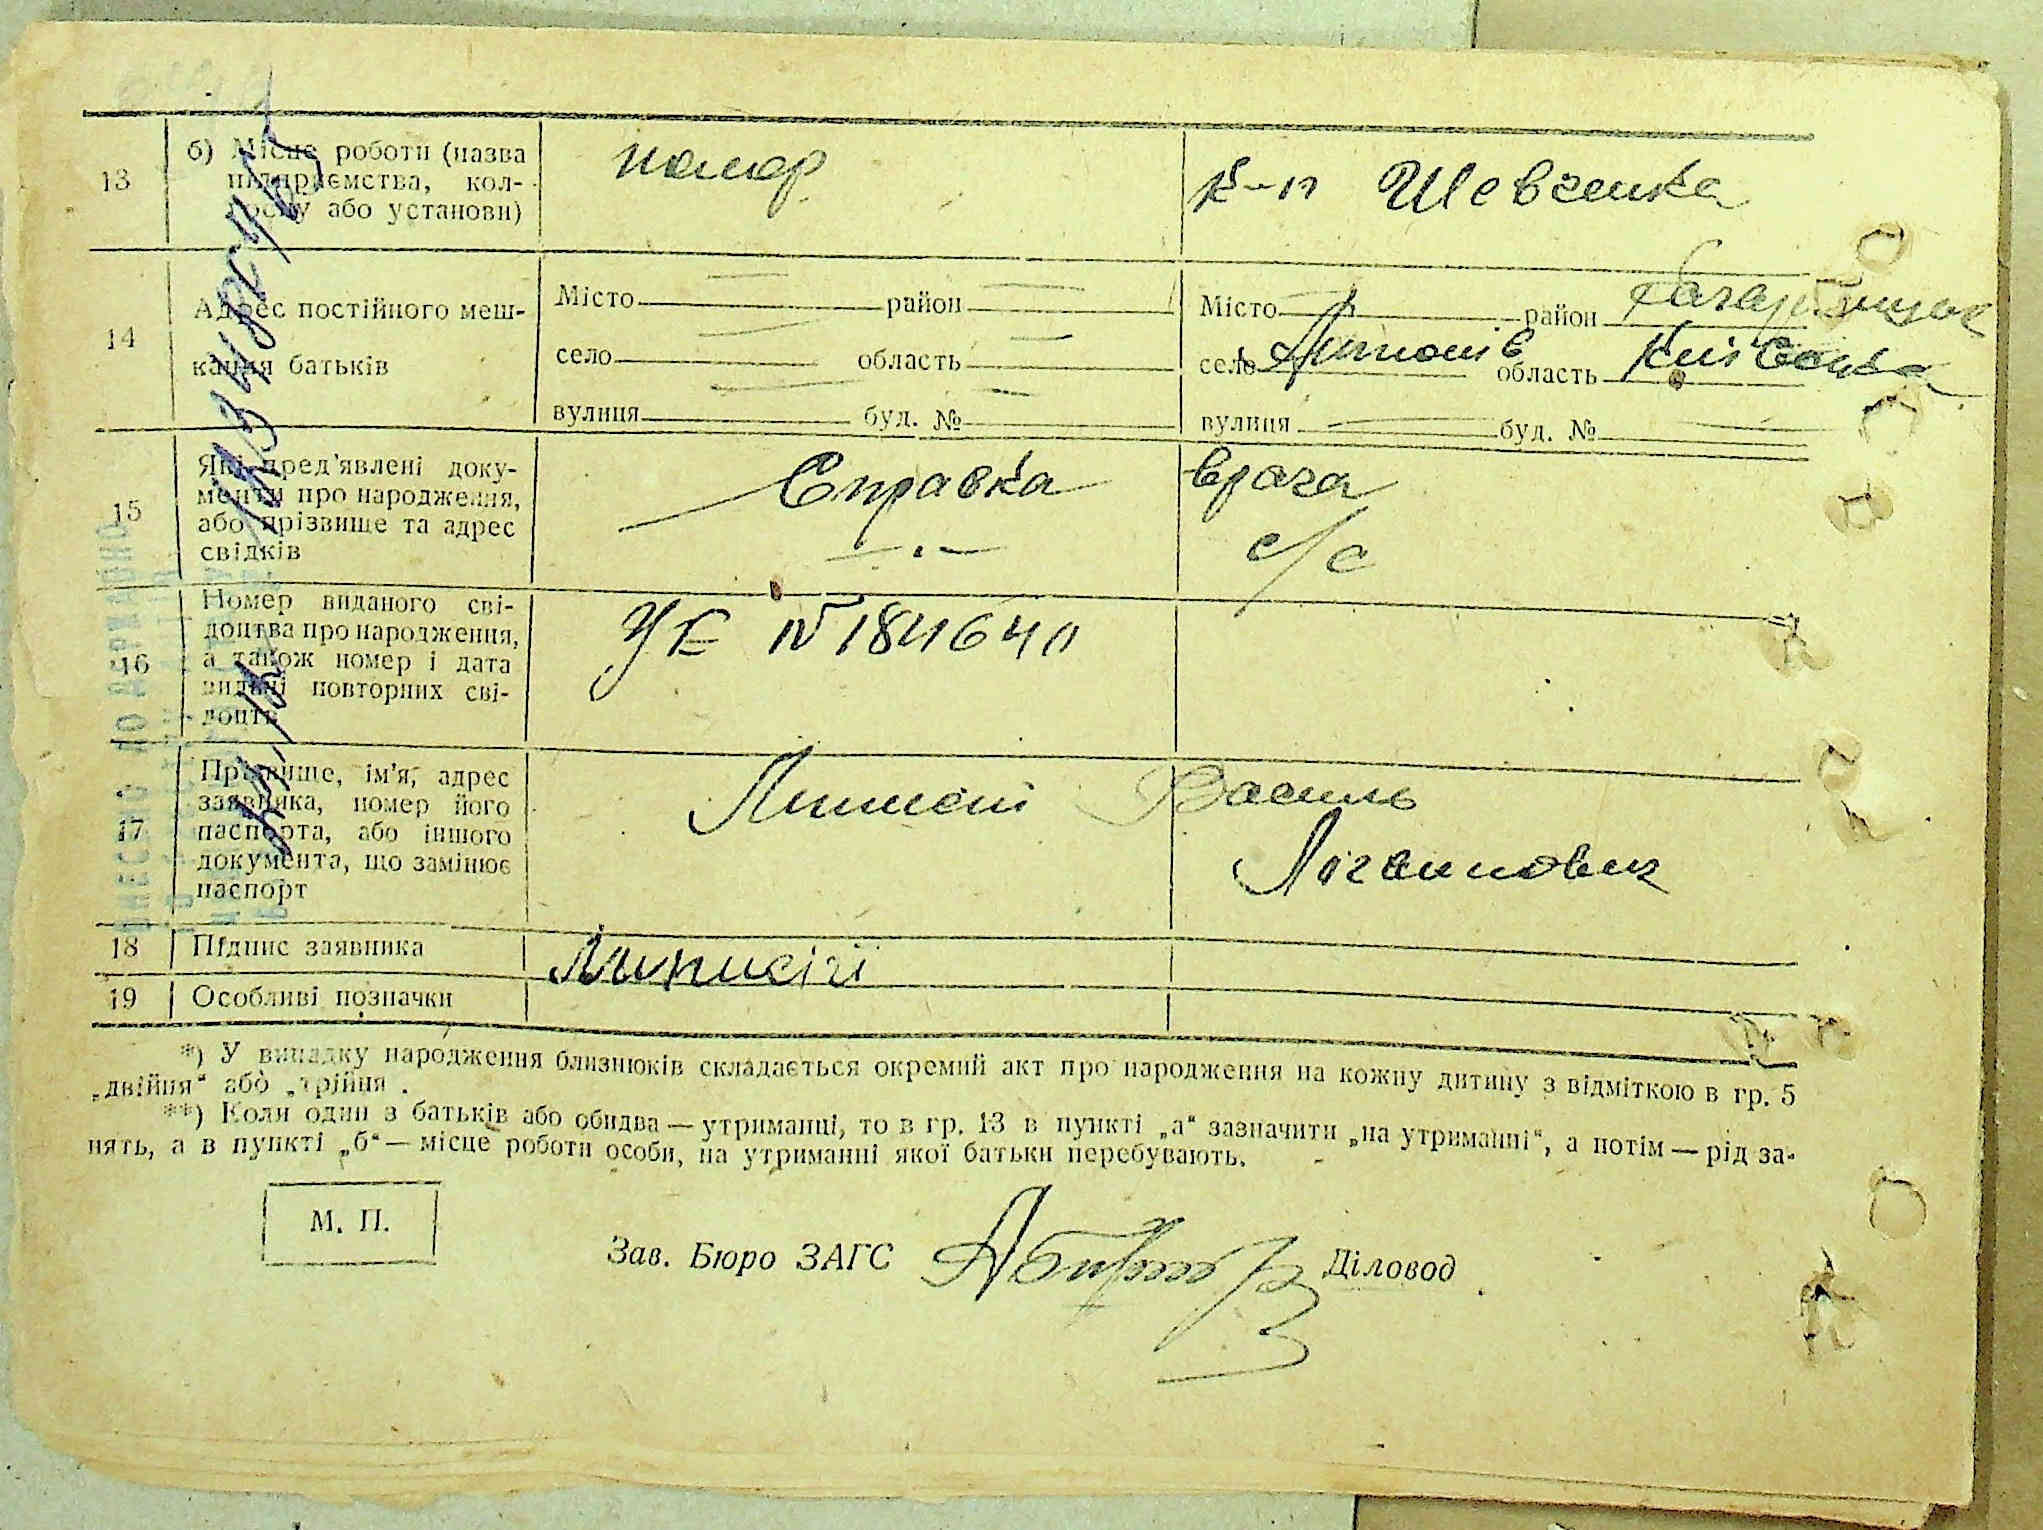 13
б) Місце роботи (назва
підприємства, кол-
госпу або установи)
помер
к-п Шевченка
14
Адрес постійного меш-
кання батьків
Місто район
село область
вулиця буд. №
Місто район
село Антонів область Київська
вулиця буд. №
15
Які пред'явлені доку-
менти про народження,
або прізвище та адрес
свідків
Справка врача
с/с
16
Номер виданого сві-
доцтва про народження,
а також номер і дата
видачі повторних сві-
доцтв
УЕ №
17
Прізвище, ім'я, адрес
заявника, номер його
паспорта, або іншого
документа, що замінює
паспорт
Василь
18 Підпис заявника
19 Особливі позначки
*) У випадку народження близнюків складається окремий акт про народження на кожну дитину з відміткою в гр. 5
„двійня“ або „трійня“.
**) Коли один з батьків або обидва — утриманці, то в гр. 13 в пункті „а“ зазначити „на утриманні“, а потім — рід за-
нять, а в пункті „б“ — місце роботи особи, на утриманні якої батьки перебувають.
М. П.
Зав. Бюро ЗАГС Діловод